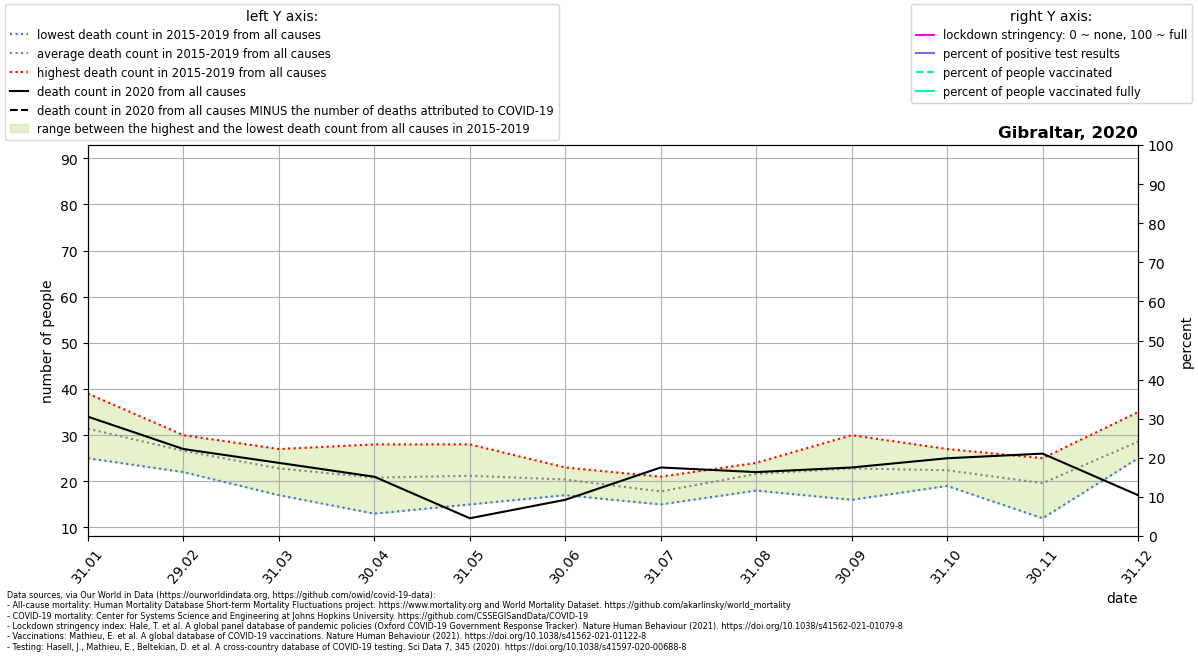 left Y axis:
lowest death count in 2015-2019 from all causes
average death count in 2015-2019 from all causes
highest death count in 2015-2019 from all causes
death count in 2020 from all causes
death count in 2020 from all causes MINUS the number of deaths attributed to COVID-19
range between the highest and the lowest death count from all causes in 2015-2019
right Y axis:
lockdown stringency: 0 ~ none, 100 ~ full
percent of positive test results
percent of people vaccinated
percent of people vaccinated fully
Gibraltar, 2020
number of people
90
80
70
60
50
40
30
20
10
100
90
80
70
60
50
40
30
20
10
0
percent
31.01
29.02
31.03
30.04
31.05
30.06
31.07
31.08
30.09
31.10
30.11
31.12
date
Data sources, via Our World in Data (https://ourworldindata.org, https://github.com/owid/covid-19-data):
- All-cause mortality: Human Mortality Database Short-term Mortality Fluctuations project. https://www.mortality.org and World Mortality Dataset. https://github.com/akarlinsky/world_mortality
- COVID-19 mortality: Center for Systems Science and Engineering at Johns Hopkins University. https://github.com/CSSEGISandData/COVID-19
- Lockdown stringency index: Hale, T. et al. A global panel database of pandemic policies (Oxford COVID-19 Government Response Tracker). Nature Human Behaviour (2021). https://doi.org/10.1038/s41562-021-01079-8
- Vaccinations: Mathieu, E. et al. A global database of COVID-19 vaccinations. Nature Human Behaviour (2021). https://doi.org/10.1038/s41562-021-01122-8
- Testing: Hasell, J., Mathieu, E., Beltekian, D. et al. A cross-country database of COVID-19 testing. Sci Data 7, 345 (2020). https://doi.org/10.1038/s41597-020-00688-8